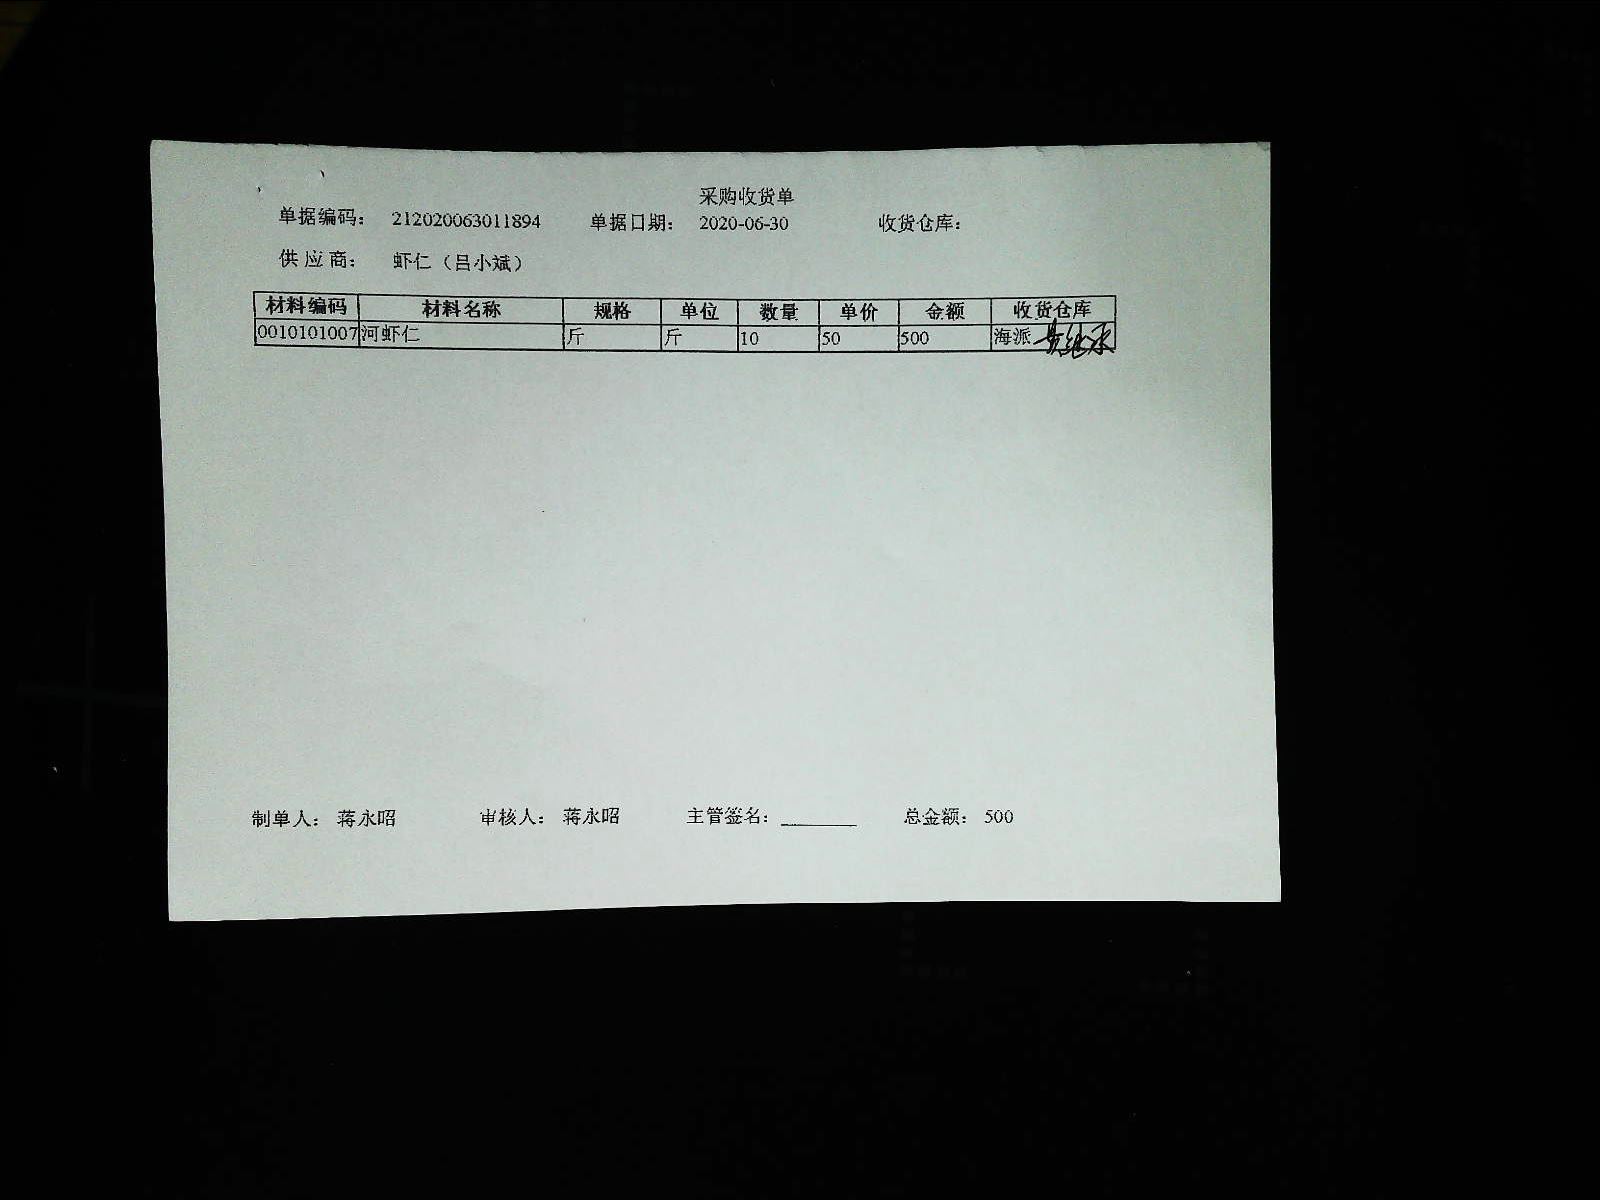 采购收货单
单据编码： 212020063011894 单据日期： 2020-06-30 收货仓库：
供应商： 虾仁（吕小斌）
材料编码 材料名称 规格 单位 数量 单价 金额 收货仓库
0010101007 河虾仁 斤 斤 10 50 500 海派
制单人： 蒋永昭 审核人： 蒋永昭 主管签名： 总金额： 500